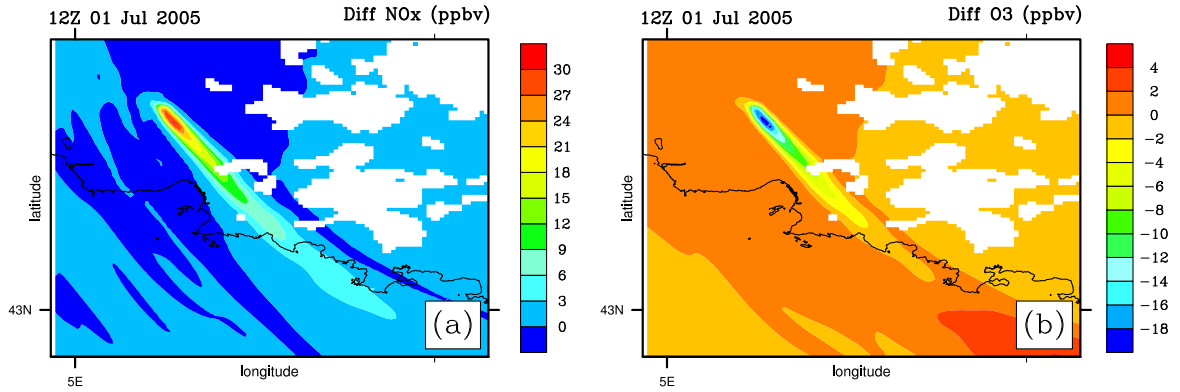 12Z 01 Jul 2005 Diff NOx (ppbv)
30
27
24
21
18
15
12
9
6
3
0
latitude
43N
(a)
5E
longitude
12Z 01 Jul 2005 Diff O3 (ppbv)
4
2
0
−2
−4
−6
−8
−10
−12
−14
−16
−18
latitude
43N
(b)
5E
longitude